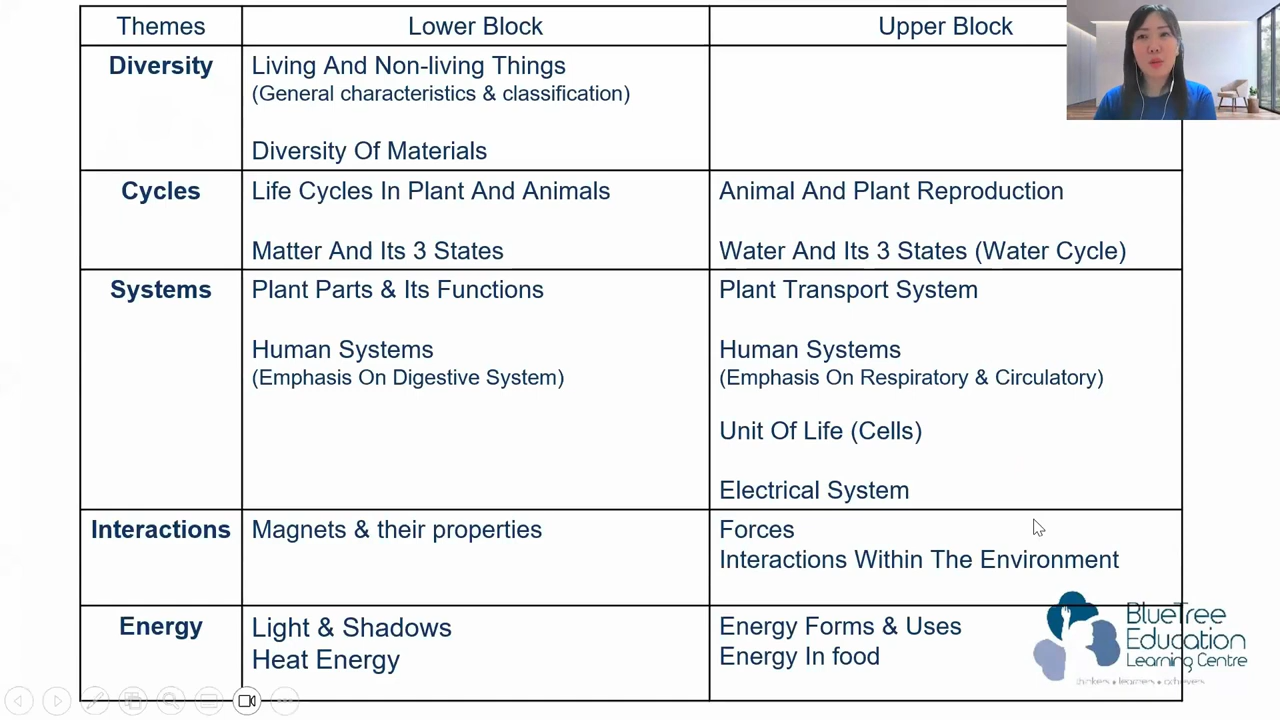 Themes
Lower Block
Upper Block
Diversity
Living And Non-living Things
(General characteristics & classification)
Diversity Of Materials
Cycles
Life Cycles In Plant And Animals
Matter And Its 3 States
Animal And Plant Reproduction
Water And Its 3 States (Water Cycle)
Systems
Plant Parts & Its Functions
Human Systems
(Emphasis On Digestive System)
Plant Transport System
Human Systems
(Emphasis On Respiratory & Circulatory)
Unit Of Life (Cells)
Electrical System
Interactions
Magnets & their properties
Forces
Interactions Within The Environment
Energy
Light & Shadows
Heat Energy
Energy Forms & Uses
Energy In food
BlueTree
Education
Learning Centre
thinkers • learners • achievers